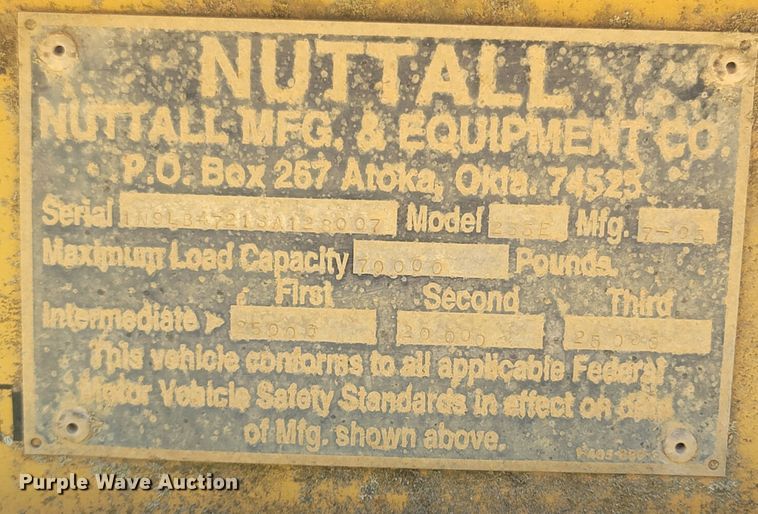 NUTTALL
NUTTALL MFG. & EQUIPMENT CO.
P.O. Box 267 Atoka, Okla. 74525
Serial Model Mfg.
Maximum Load Capacity 70000 Pounds.
First Second Third
Intermediate 25000
This vehicle conforms to all applicable Federal
Motor Vehicle Safety Standards in effect on date
of Mfg. shown above.
Purple Wave Auction